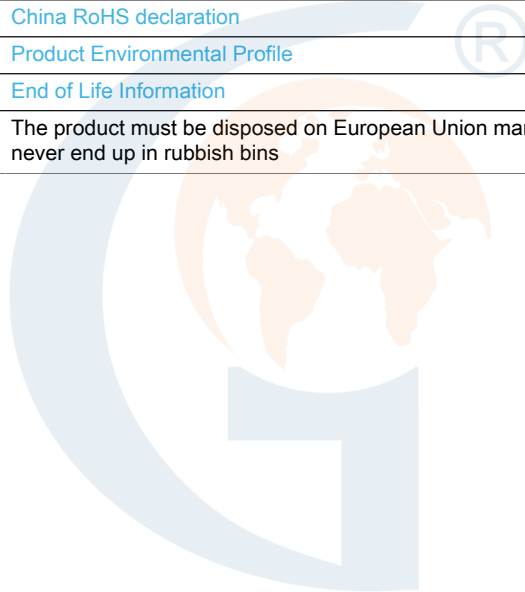 China RoHS declaration
Product Environmental Profile
End of Life Information
The product must be disposed on European Union
never end up in rubbish bins
®